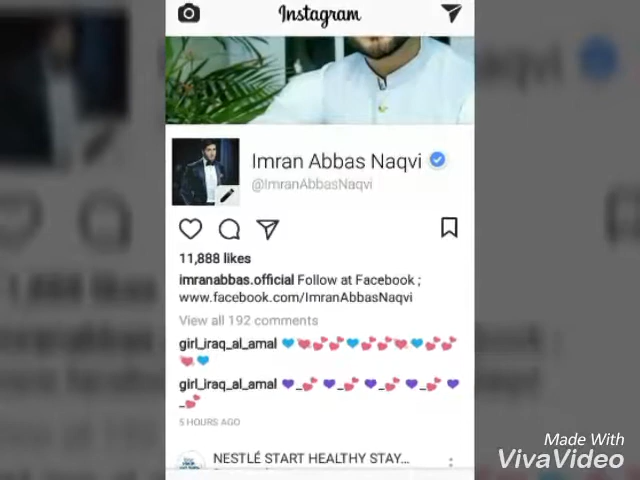 Instagram
Imran Abbas Naqvi
@ImranAbbasNaqvi
11,888 likes
imranabbas.official Follow at Facebook ;
www.facebook.com/ImranAbbasNaqvi
View all 192 comments
girl_iraq_al_amal 💙💓💕💕💙💕💕💓💙💕💕
💓💙
girl_iraq_al_amal 💜_💕 💜_💕 💜_💕 💜_💕 💜
_💕
5 HOURS AGO
NESTLÉ START HEALTHY STAY...
Made With
VivaVideo